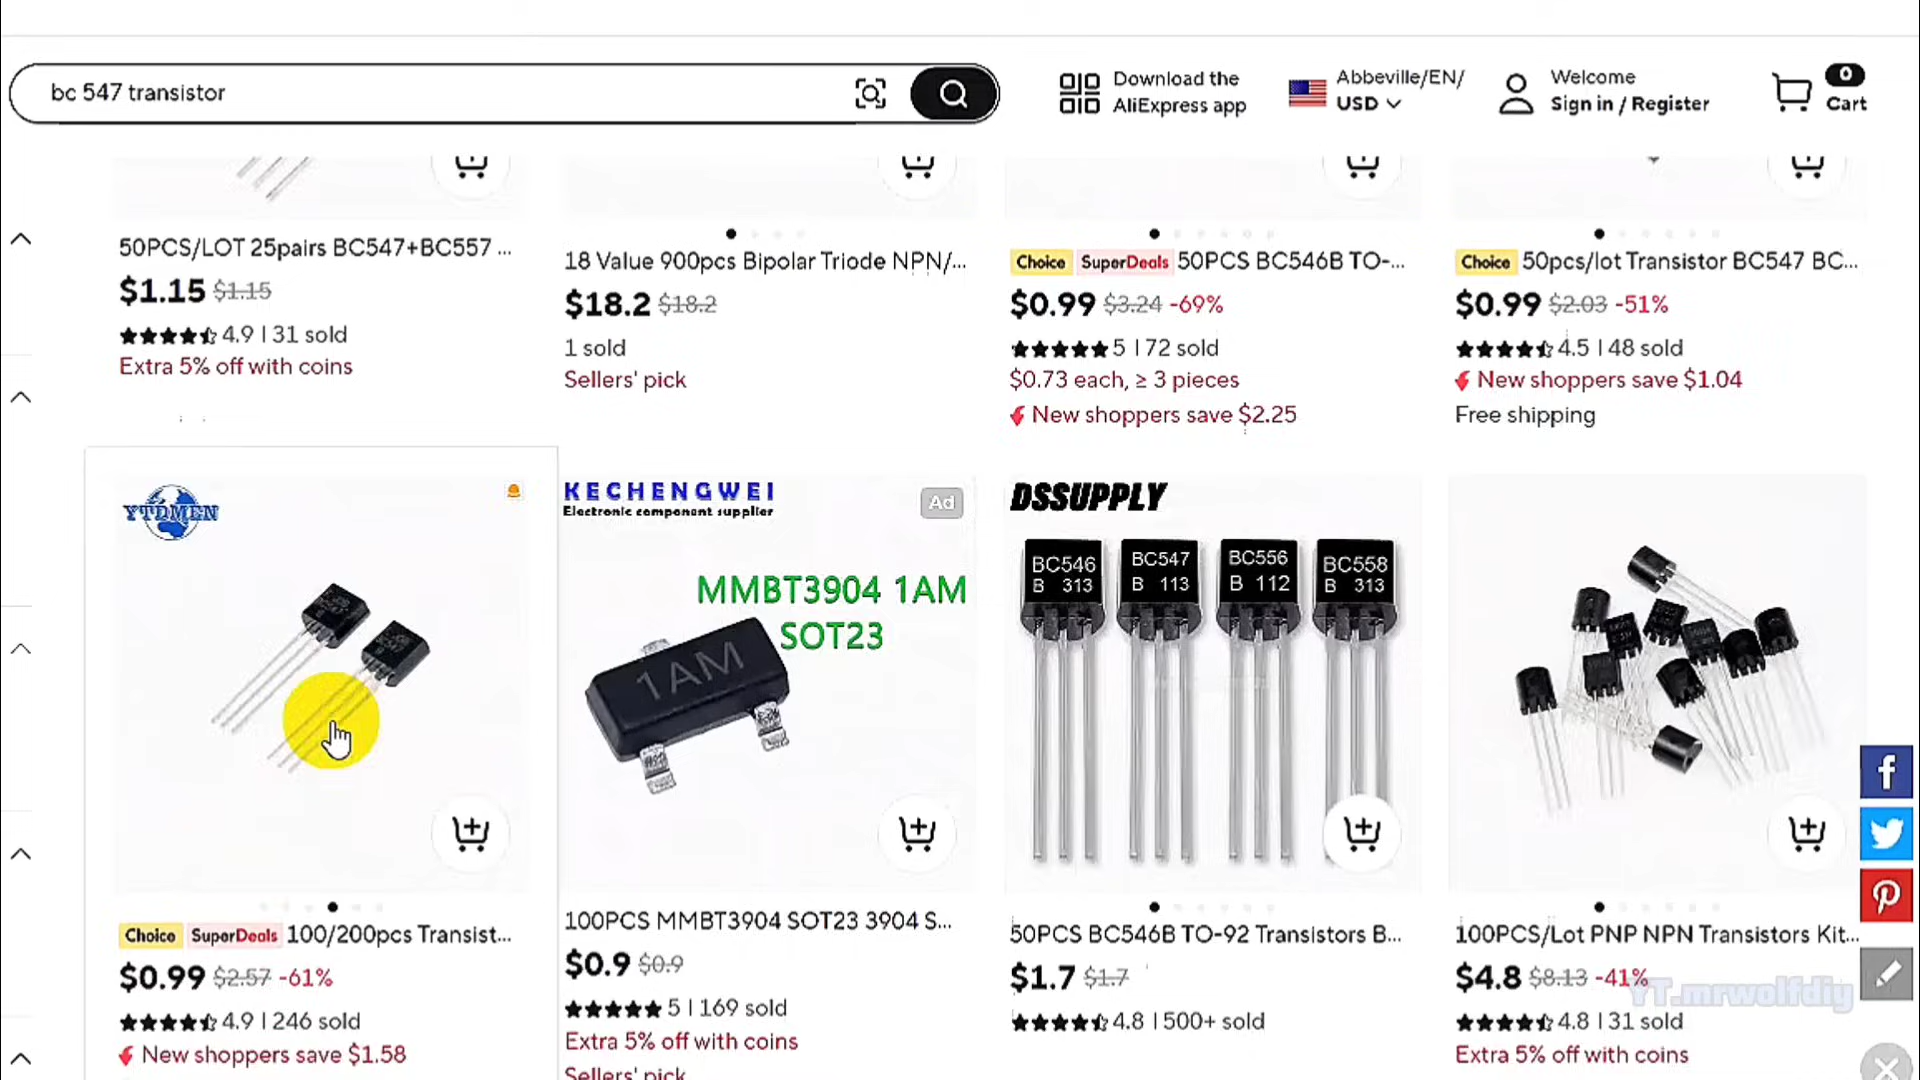 bc 547 transistor
Download the
AliExpress app
Abbeville/EN/
USD
Welcome
Sign in / Register
0
Cart
50PCS/LOT 25pairs BC547+BC557 ...
$1.15 $1.15
4.9 | 31 sold
Extra 5% off with coins
18 Value 900pcs Bipolar Triode NPN/...
$18.2 $18.2
1 sold
Sellers' pick
Choice SuperDeals 50PCS BC546B TO-...
$0.99 $3.24 -69%
5 | 72 sold
$0.73 each, ≥ 3 pieces
New shoppers save $2.25
Choice 50pcs/lot Transistor BC547 BC...
$0.99 $2.03 -51%
4.5 | 48 sold
New shoppers save $1.04
Free shipping
YTDMEN
Choice SuperDeals 100/200pcs Transist...
$0.99 $2.57 -61%
4.9 | 246 sold
New shoppers save $1.58
KECHENGWEI
Electronic component supplier
Ad
MMBT3904 1AM
SOT23
1AM
100PCS MMBT3904 SOT23 3904 S...
$0.9 $0.9
5 | 169 sold
Extra 5% off with coins
Sellers' pick
DSSUPPLY
BC546
B 313
BC547
B 113
BC556
B 112
BC558
B 313
50PCS BC546B TO-92 Transistors B...
$1.7 $1.7
4.8 | 500+ sold
100PCS/Lot PNP NPN Transistors Kit...
$4.8 $8.13 -41%
YT.mrwolfdiy
4.8 | 31 sold
Extra 5% off with coins